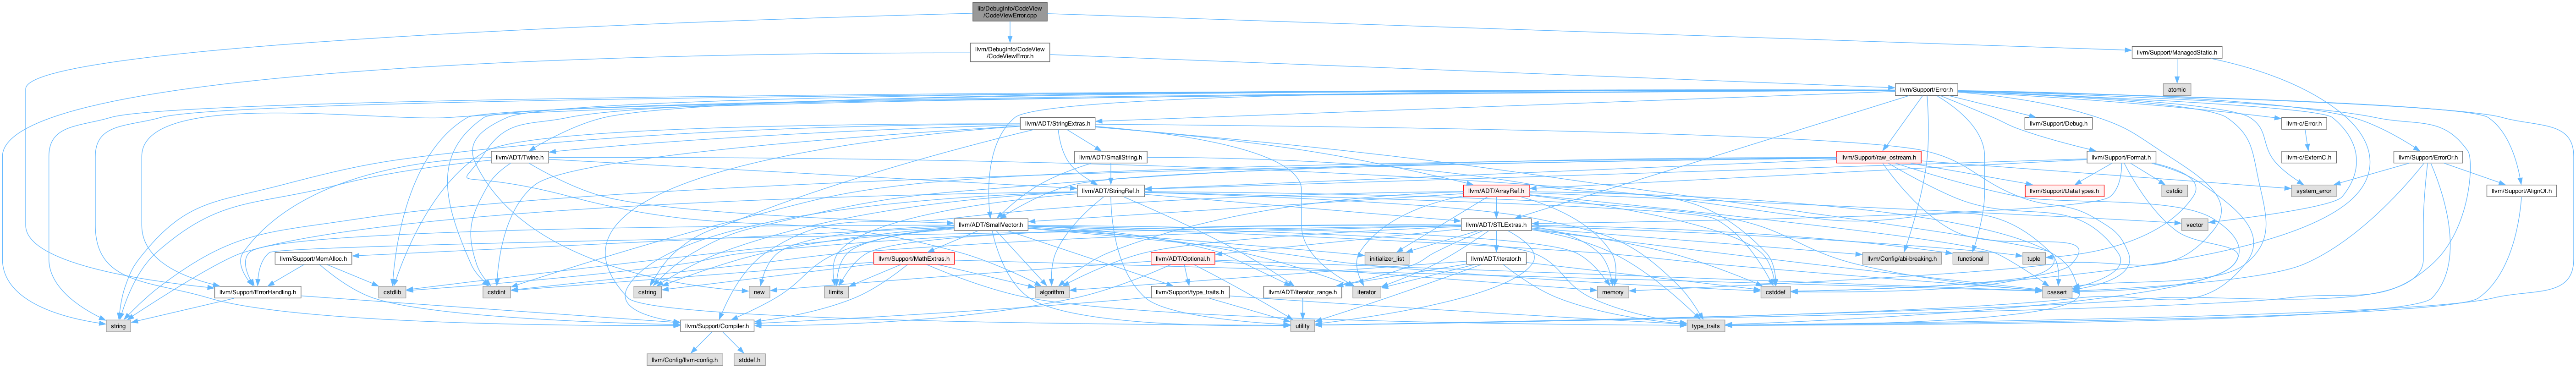 lib/DebugInfo/CodeView
/CodeViewError.cpp
llvm/DebugInfo/CodeView
/CodeViewError.h
llvm/Support/ManagedStatic.h
atomic
llvm/Support/Error.h
llvm/ADT/StringExtras.h
llvm/Support/Debug.h
llvm-c/Error.h
llvm/ADT/Twine.h
llvm/ADT/SmallString.h
llvm/Support/raw_ostream.h
llvm/Support/Format.h
llvm-c/ExternC.h
llvm/Support/ErrorOr.h
llvm/ADT/StringRef.h
llvm/ADT/ArrayRef.h
llvm/Support/DataTypes.h
cstdio
system_error
llvm/Support/AlignOf.h
llvm/ADT/SmallVector.h
llvm/ADT/STLExtras.h
vector
llvm/Support/MemAlloc.h
llvm/Support/MathExtras.h
llvm/ADT/Optional.h
initializer_list
llvm/ADT/iterator.h
llvm/Config/abi-breaking.h
functional
tuple
llvm/Support/ErrorHandling.h
cstdlib
cstdint
cstring
new
limits
algorithm
llvm/Support/type_traits.h
llvm/ADT/iterator_range.h
iterator
memory
cstddef
cassert
string
llvm/Support/Compiler.h
utility
type_traits
llvm/Config/llvm-config.h
stddef.h